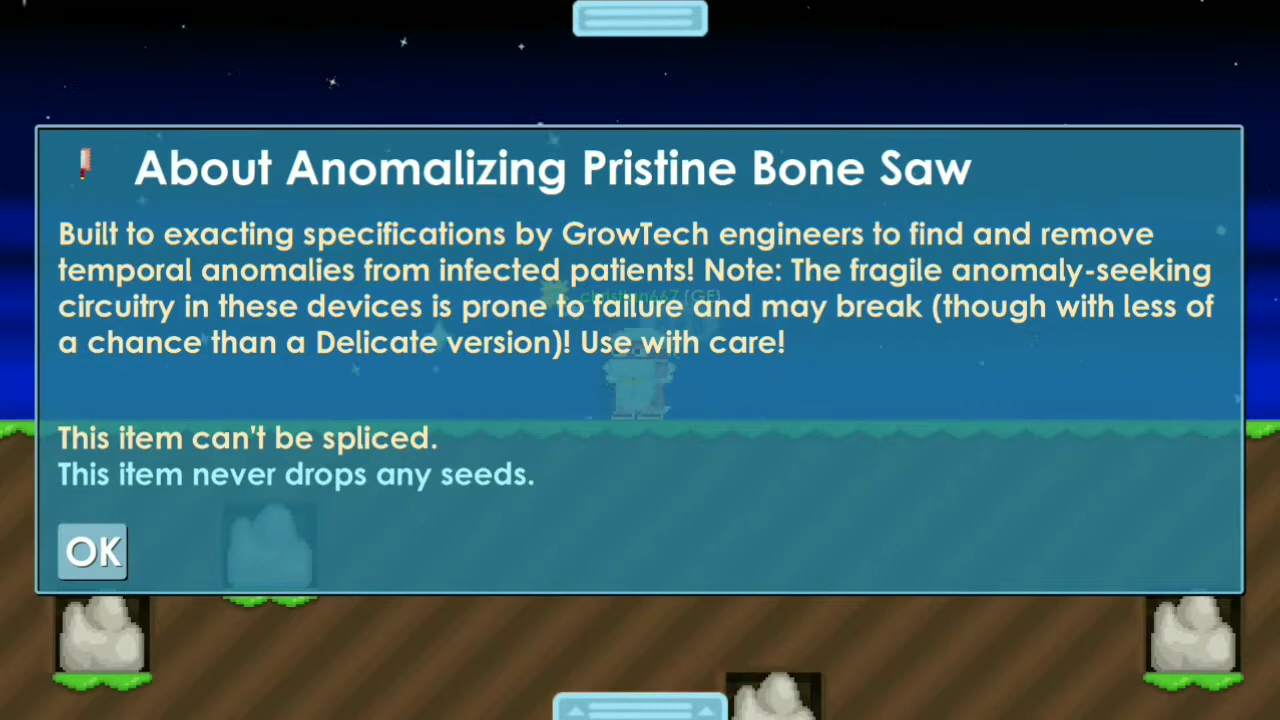 About Anomalizing Pristine Bone Saw
Built to exacting specifications by GrowTech engineers to find and remove
temporal anomalies from infected patients! Note: The fragile anomaly-seeking
circuitry in these devices is prone to failure and may break (though with less of
a chance than a Delicate version)! Use with care!
This item can't be spliced.
This item never drops any seeds.
OK